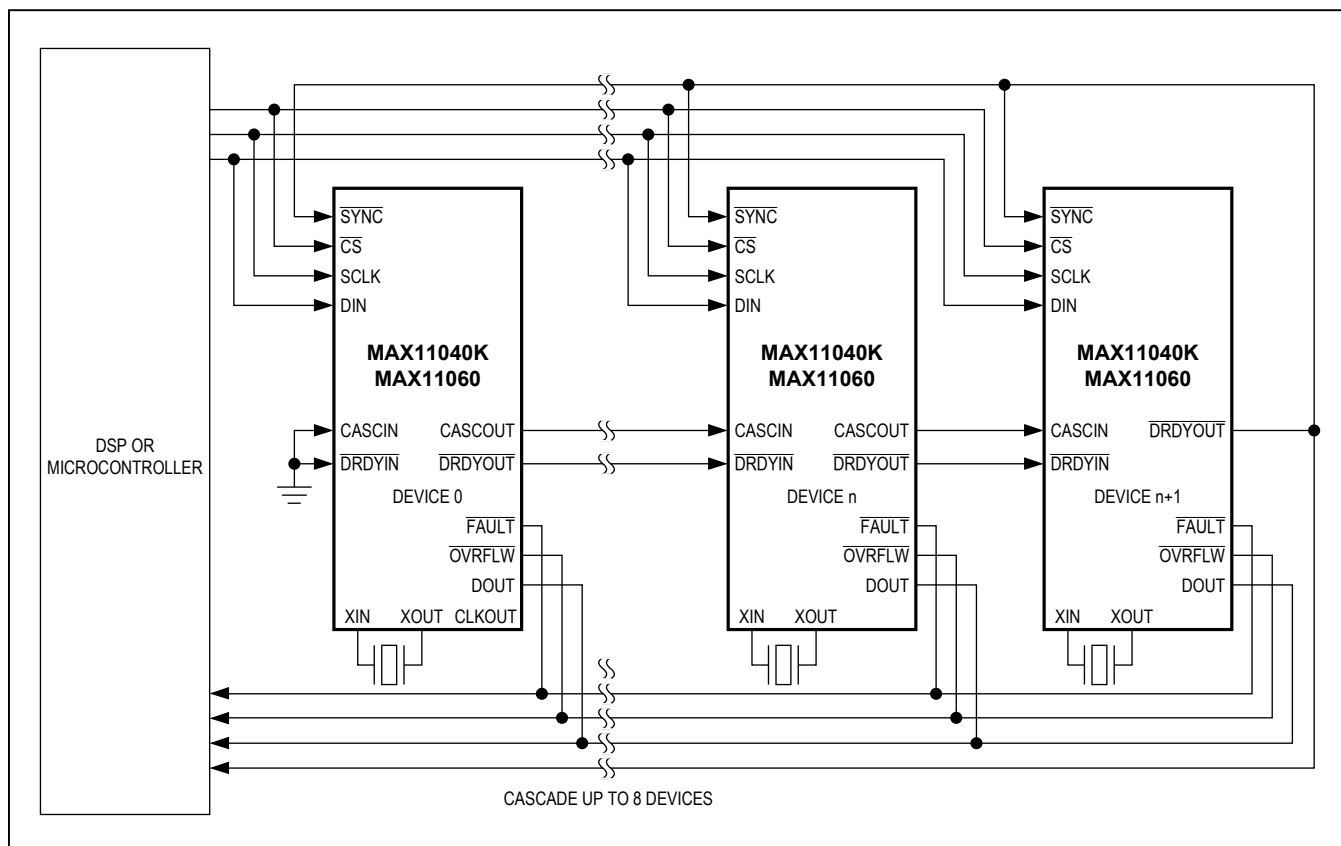 DSP OR
MICROCONTROLLER
SYNC
CS
SCLK
DIN
MAX11040K
MAX11060
CASCIN
CASCOUT
DRDYIN
DRDYOUT
DEVICE 0
FAULT
OVRFLW
DOUT
XIN
XOUT
CLKOUT
SYNC
CS
SCLK
DIN
MAX11040K
MAX11060
CASCIN
CASCOUT
DRDYIN
DRDYOUT
DEVICE n
FAULT
OVRFLW
DOUT
XIN
XOUT
SYNC
CS
SCLK
DIN
MAX11040K
MAX11060
CASCIN
DRDYOUT
DRDYIN
DEVICE n+1
FAULT
OVRFLW
DOUT
XIN
XOUT
CASCADE UP TO 8 DEVICES